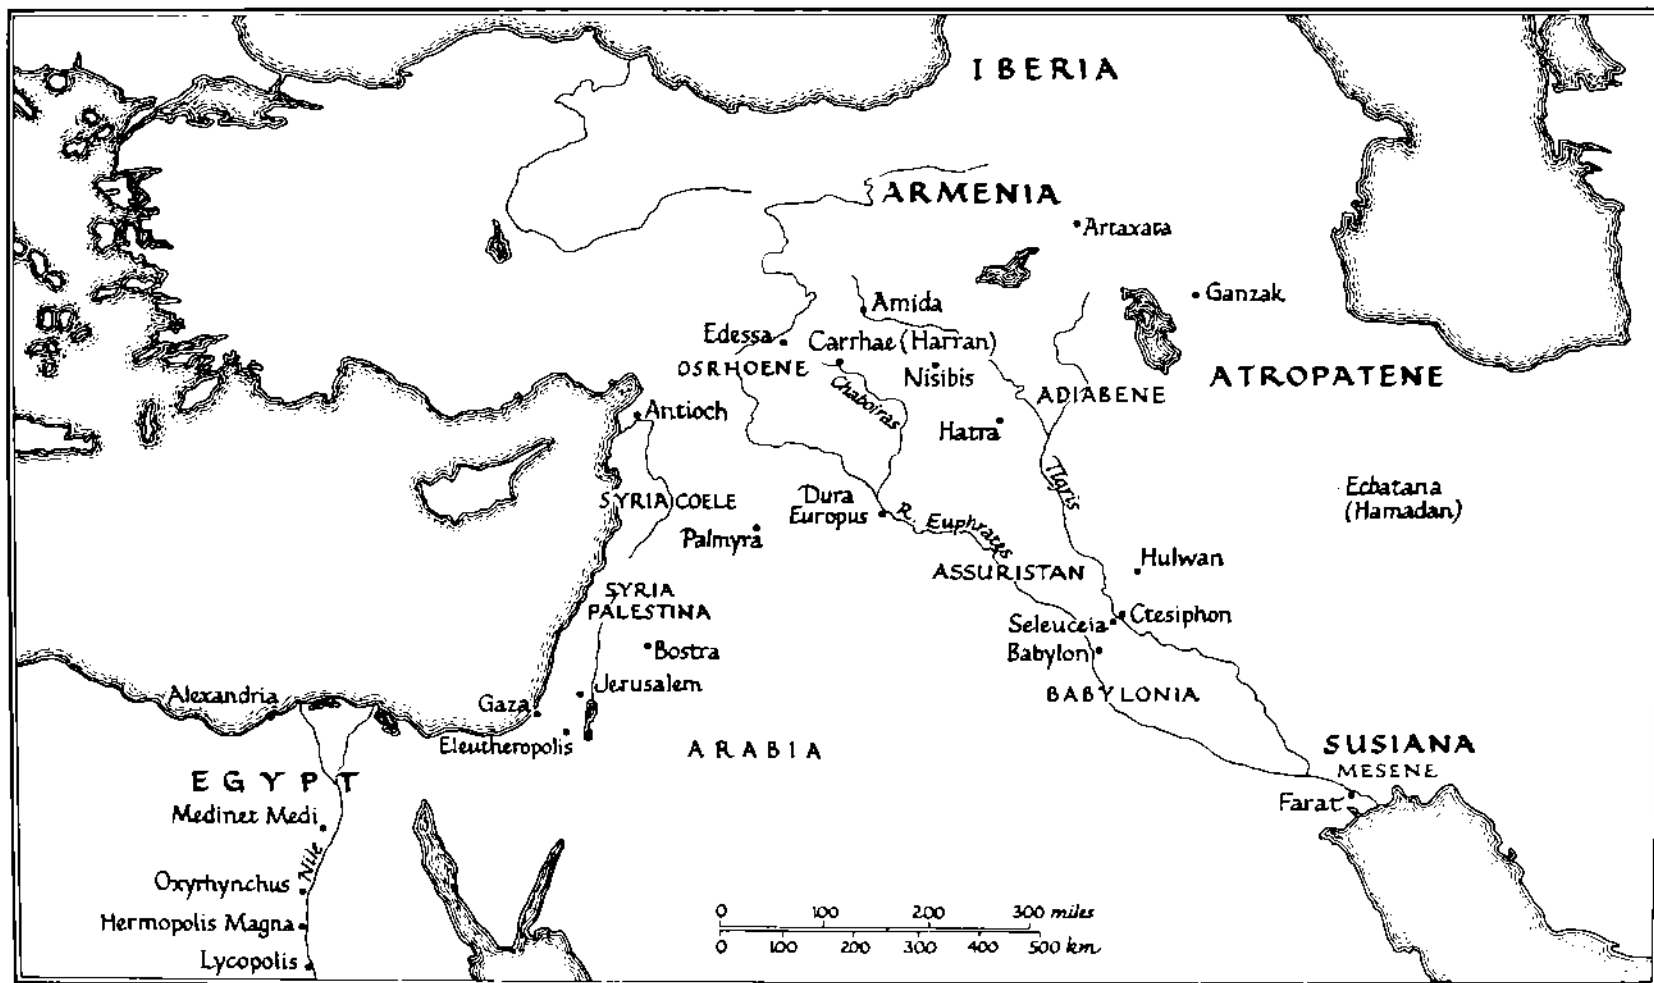 IBERIA
ARMENIA
Artaxata
Amida
Ganzak
Edessa
Carrhae (Harran)
OSRHOENE
Nisibis
ATROPATENE
Chaboras
ADIABENE
Antioch
Hatra
Tigris
SYRIA COELE
Dura
Europus
Ecbatana
(Hamadan)
R. Euphrates
Palmyra
Hulwan
ASSURISTAN
SYRIA
PALESTINA
Seleuceia
Ctesiphon
Bostra
Babylon
Jerusalem
Alexandria
Gaza
BABYLONIA
Eleutheropolis
ARABIA
SUSIANA
MESENE
EGYPT
Farat
Medinet Medi
Nile
Oxyrhynchus
Hermopolis Magna
Lycopolis
0 100 200 300 miles
0 100 200 300 400 500 km